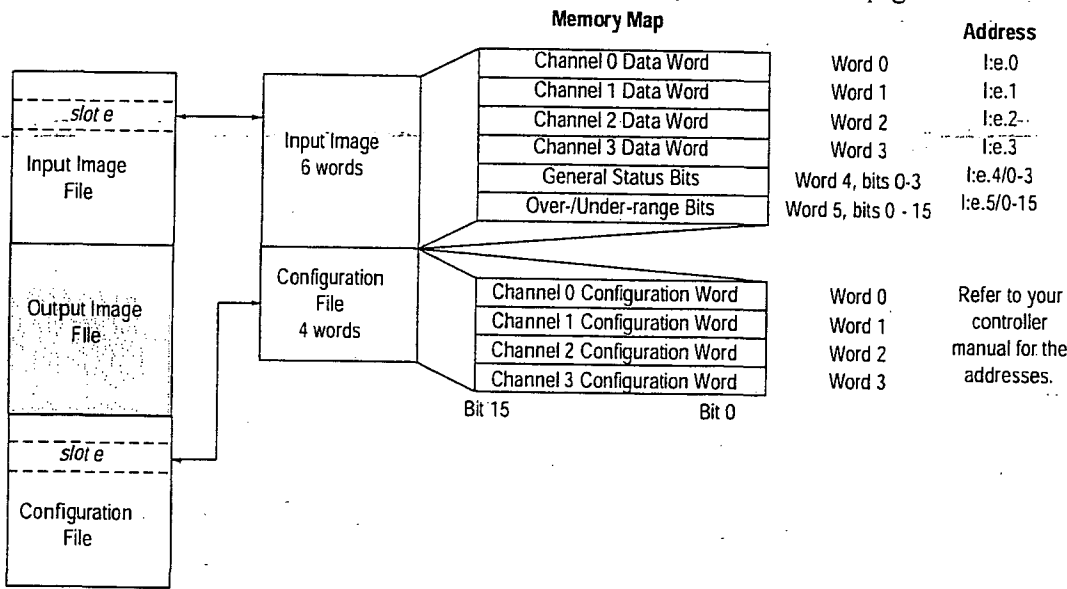 Memory Map
Address
Channel 0 Data Word Word 0 I:e.0
Channel 1 Data Word Word 1 I:e.1
Channel 2 Data Word Word 2 I:e.2
Channel 3 Data Word Word 3 I:e.3
General Status Bits Word 4, bits 0-3 I:e.4/0-3
Over-/Under-range Bits Word 5, bits 0 - 15 I:e.5/0-15
slot e
Input Image
File
Input Image
6 words
Output Image
File
Configuration
File
4 words
Channel 0 Configuration Word Word 0
Channel 1 Configuration Word Word 1
Channel 2 Configuration Word Word 2
Channel 3 Configuration Word Word 3
Refer to your
controller
manual for the
addresses.
Bit 15 Bit 0
slot e
Configuration
File